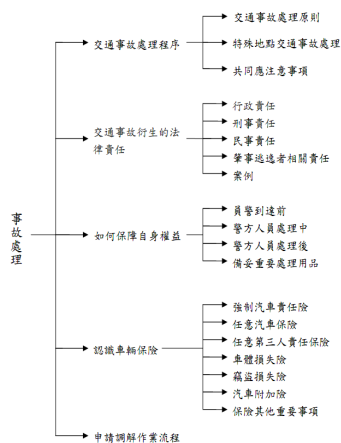 事故處理
交通事故處理程序
交通事故處理原則
特殊地點交通事故處理
共同應注意事項
交通事故衍生的法
律責任
行政責任
刑事責任
民事責任
肇事逃逸者相關責任
案例
如何保障自身權益
員警到達前
警方人員處理中
警方人員處理後
備妥重要處理用品
認識車輛保險
強制汽車責任險
任意汽車保險
任意第三人責任保險
車體損失險
竊盜損失險
汽車附加險
保險其他重要事項
申請調解作業流程